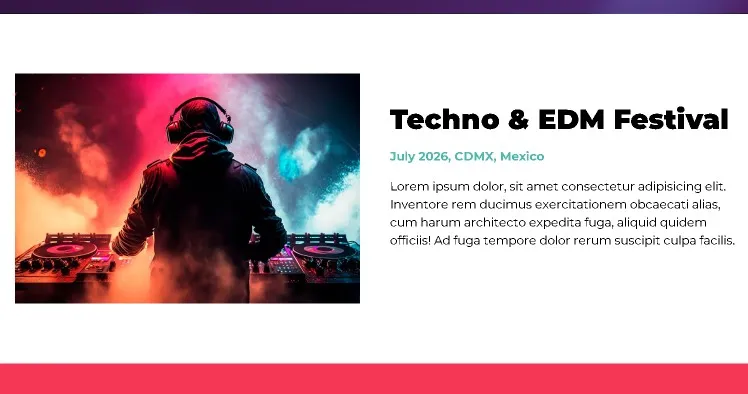 Techno & EDM Festival
July 2026, CDMX, Mexico
Lorem ipsum dolor, sit amet consectetur adipisicing elit.
Inventore rem ducimus exercitationem obcaecati alias,
cum harum architecto expedita fuga, aliquid quidem
officiis! Ad fuga tempore dolor rerum suscipit culpa facilis.